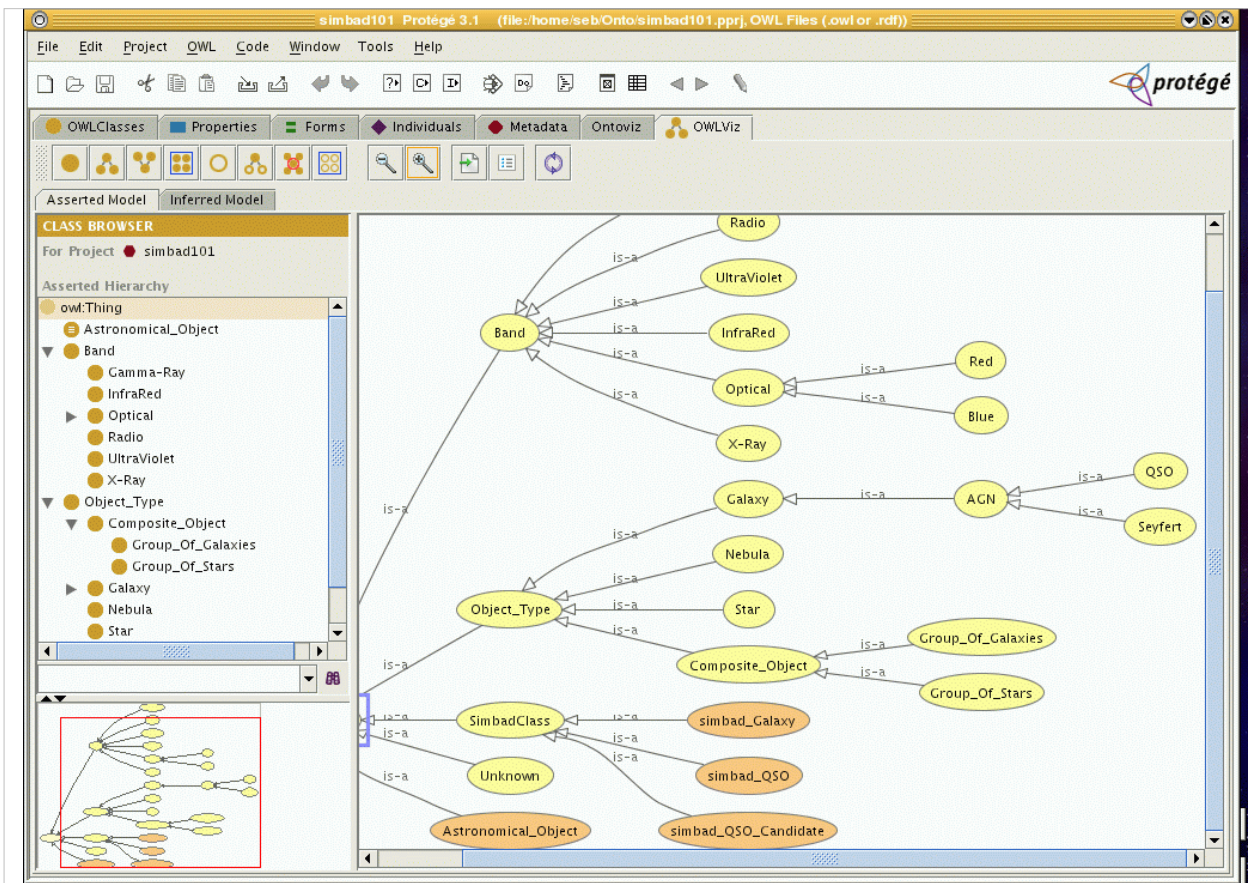 simbad101 Protégé 3.1 (file:/home/seb/Onto/simbad101.pprj, OWL Files (.owl or .rdf))
File Edit Project OWL Code Window Tools Help
protégé
OWLClasses Properties Forms Individuals Metadata Ontoviz OWLViz
Asserted Model Inferred Model
CLASS BROWSER
For Project simbad101
Asserted Hierarchy
owl:Thing
Astronomical_Object
Band
Gamma-Ray
InfraRed
Optical
Radio
UltraViolet
X-Ray
Object_Type
Composite_Object
Group_Of_Galaxies
Group_Of_Stars
Galaxy
Nebula
Star
Radio
is-a
UltraViolet
is-a
Band is-a InfraRed
is-a Optical is-a Red
is-a is-a Blue
X-Ray
is-a
Galaxy is-a AGN is-a QSO
is-a Seyfert
is-a
Nebula
is-a
Object_Type is-a Star
is-a
is-a Composite_Object is-a Group_Of_Galaxies
is-a Group_Of_Stars
is-a SimbadClass is-a simbad_Galaxy
is-a is-a
is-a
is-a Unknown simbad_QSO
Astronomical_Object simbad_QSO_Candidate